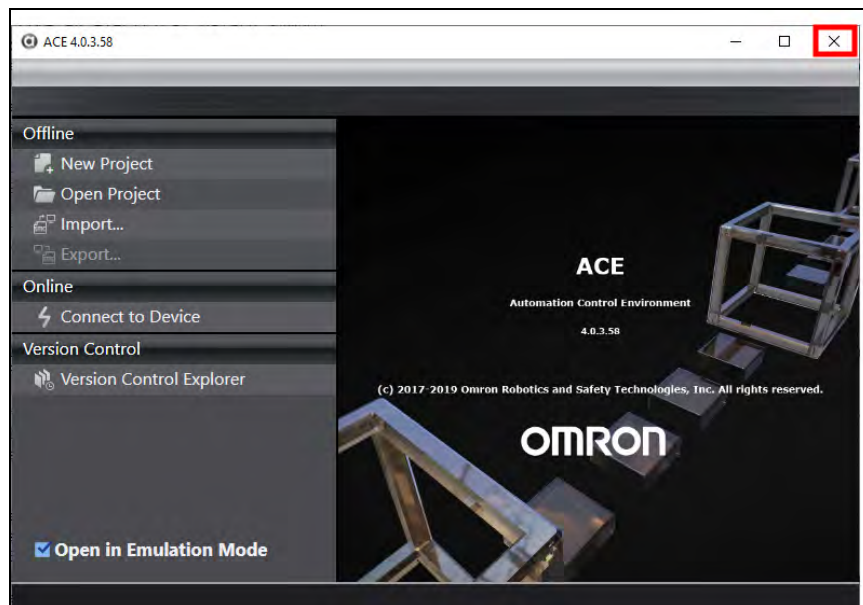 ACE 4.0.3.58
Offline
New Project
Open Project
Import...
Export...
Online
Connect to Device
Version Control
Version Control Explorer
Open in Emulation Mode
ACE
Automation Control Environment
4.0.3.58
(c) 2017-2019 Omron Robotics and Safety Technologies, Inc. All rights reserved.
OMRON